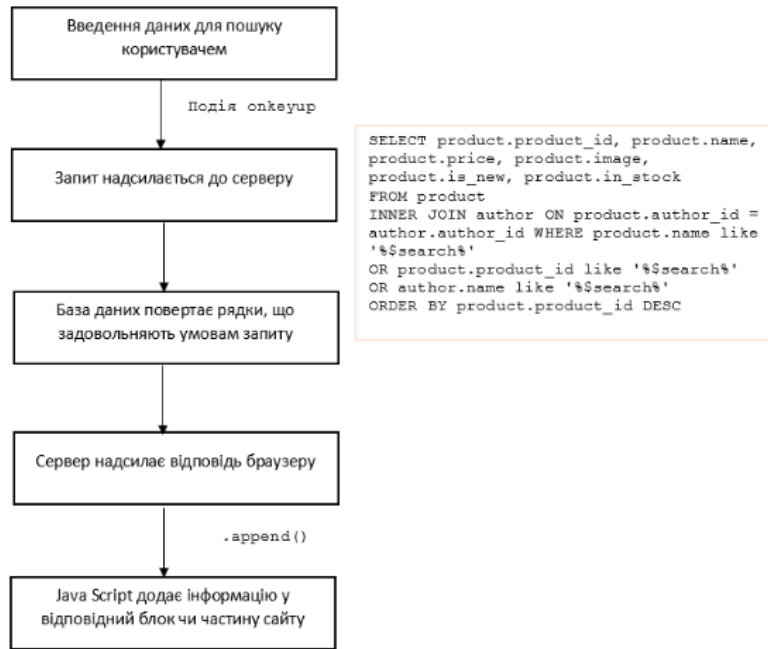 Введення даних для пошуку
користувачем
Подія onkeyup
Запит надсилається до серверу
SELECT product.product_id, product.name,
product.price, product.image,
product.is_new, product.in_stock
FROM product
INNER JOIN author ON product.author_id =
author.author_id WHERE product.name like
'%$search%'
OR product.product_id like '%$search%'
OR author.name like '%$search%'
ORDER BY product.product_id DESC
База даних повертає рядки, що
задовольняють умовам запиту
Сервер надсилає відповідь браузеру
.append()
Java Script додає інформацію у
відповідний блок чи частину сайту